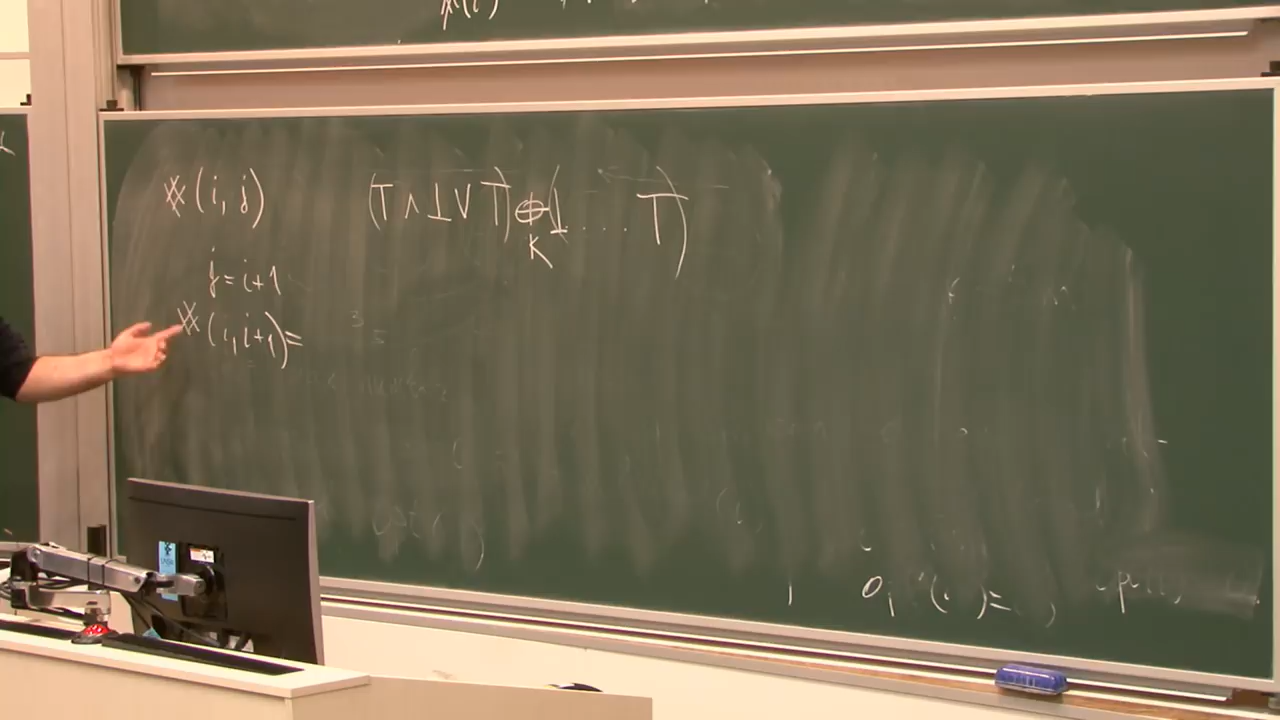 #(i, j) (T ∧ ⊥ ∨ T) ⊕ (⊥ .... T)
K
j = i+1
#(i, i+1) =